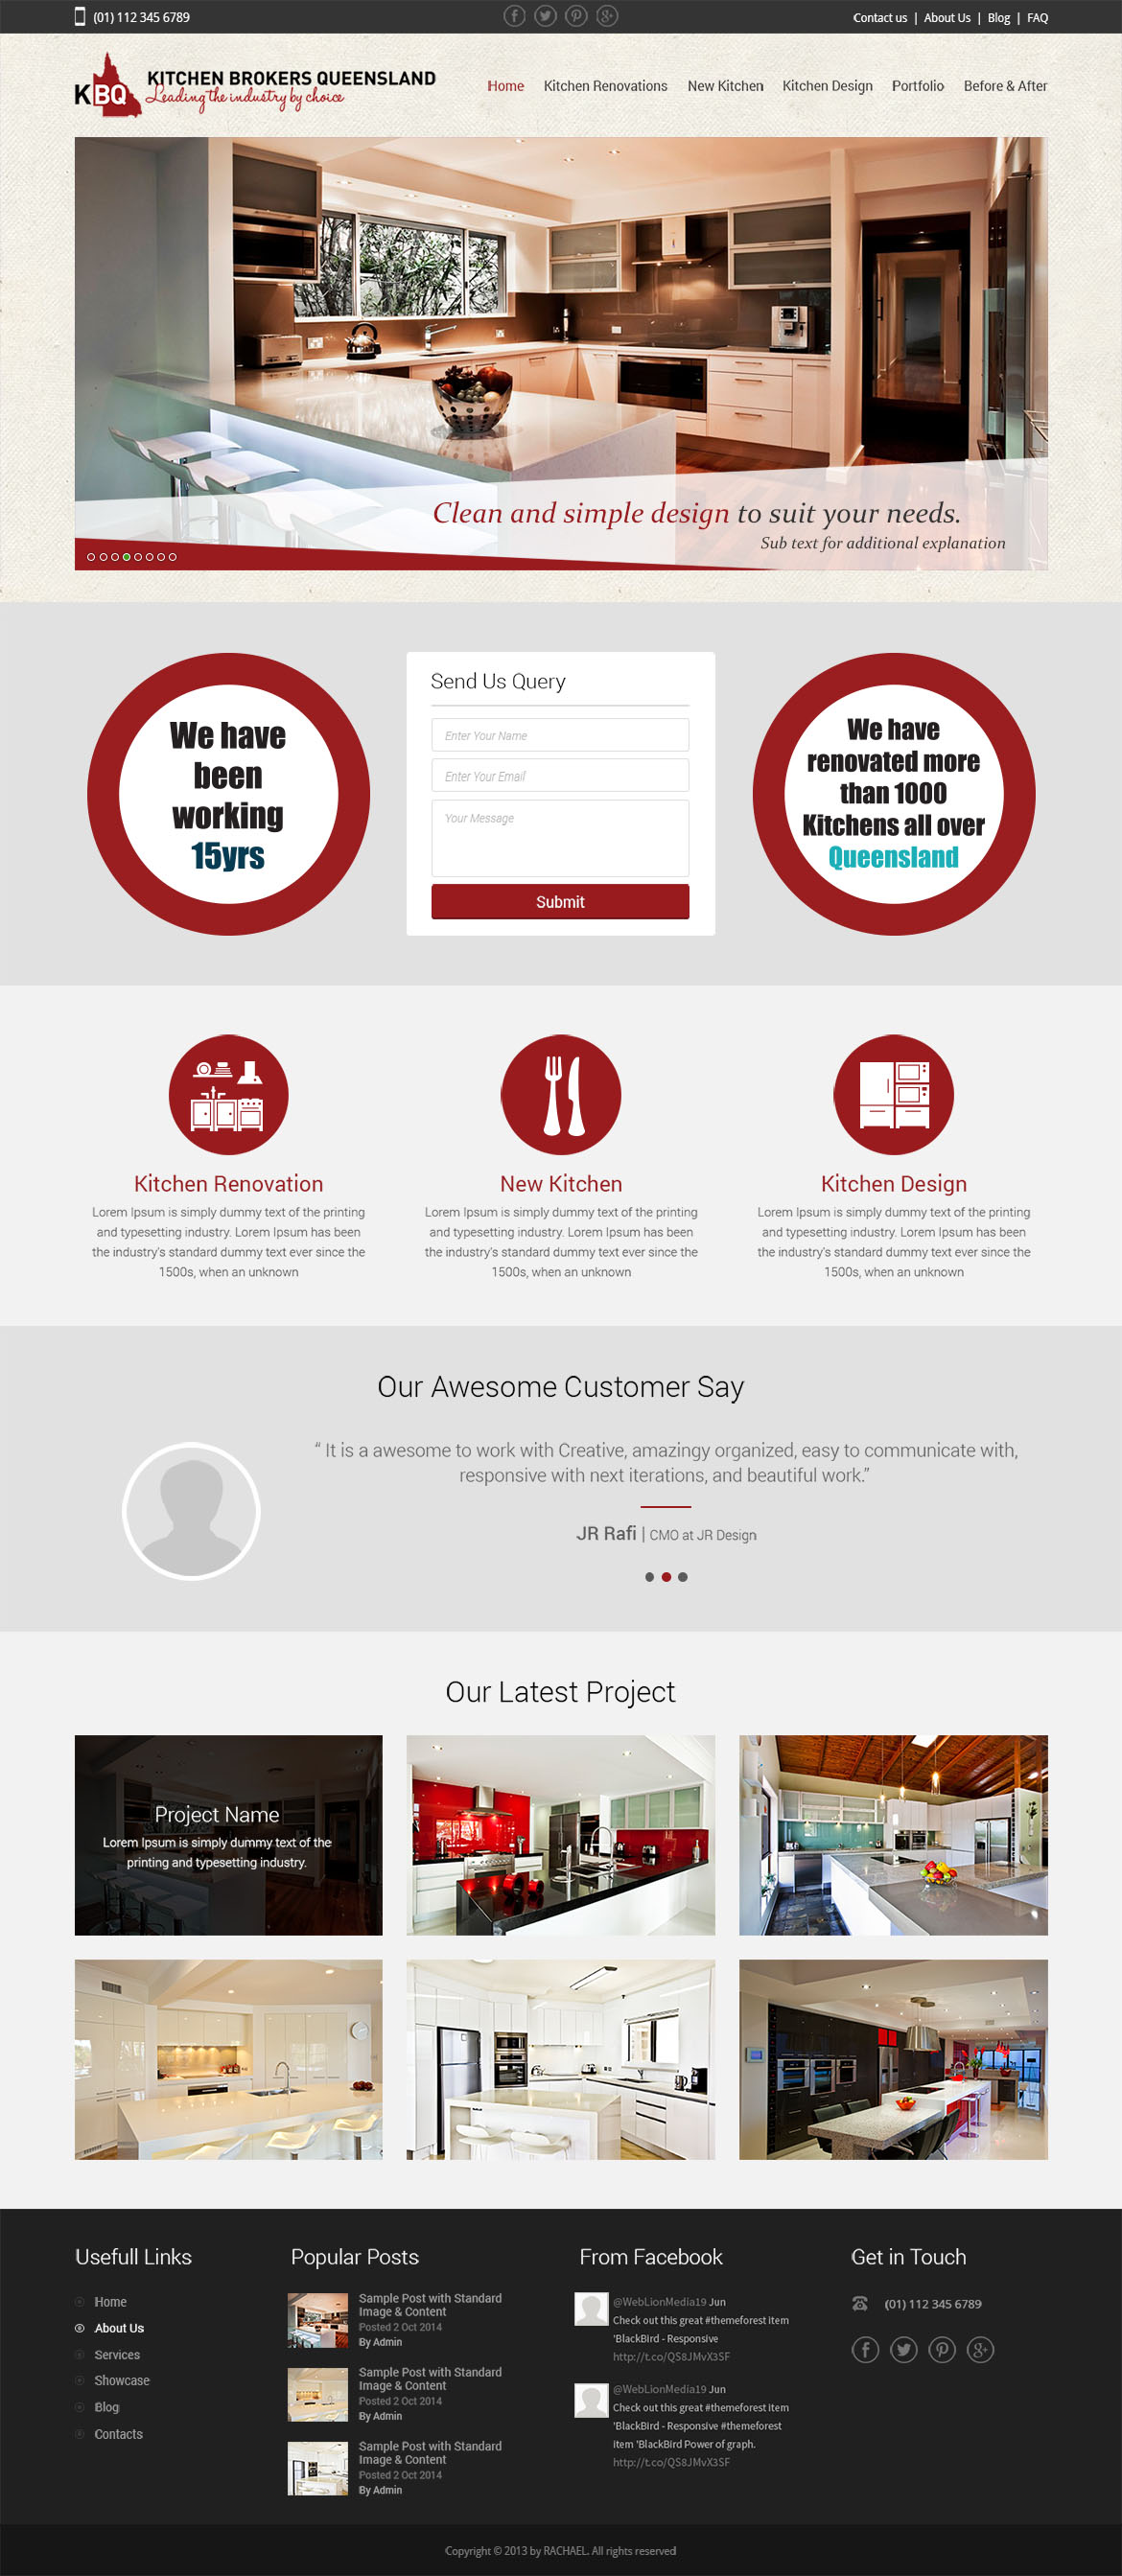 (01) 112 345 6789
Contact us | About Us | Blog | FAQ
KBQ
KITCHEN BROKERS QUEENSLAND
Leading the industry by choice
Home Kitchen Renovations New Kitchen Kitchen Design Portfolio Before & After
Clean and simple design to suit your needs.
Sub text for additional explanation
We have
been
working
15yrs
Send Us Query
Enter Your Name
Enter Your Email
Your Message
Submit
We have
renovated more
than 1000
Kitchens all over
Queensland
Kitchen Renovation
Lorem Ipsum is simply dummy text of the printing
and typesetting industry. Lorem Ipsum has been
the industry's standard dummy text ever since the
1500s, when an unknown
New Kitchen
Lorem Ipsum is simply dummy text of the printing
and typesetting industry. Lorem Ipsum has been
the industry's standard dummy text ever since the
1500s, when an unknown
Kitchen Design
Lorem Ipsum is simply dummy text of the printing
and typesetting industry. Lorem Ipsum has been
the industry's standard dummy text ever since the
1500s, when an unknown
Our Awesome Customer Say
“ It is a awesome to work with Creative, amazingy organized, easy to communicate with,
responsive with next iterations, and beautiful work.”
JR Rafi | CMO at JR Design
Our Latest Project
Project Name
Lorem Ipsum is simply dummy text of the
printing and typesetting industry.
Usefull Links
Home
About Us
Services
Showcase
Blog
Contacts
Popular Posts
Sample Post with Standard
Image & Content
Posted 2 Oct 2014
By Admin
Sample Post with Standard
Image & Content
Posted 2 Oct 2014
By Admin
Sample Post with Standard
Image & Content
Posted 2 Oct 2014
By Admin
From Facebook
@WebLionMedia19 Jun
Check out this great #themeforest item
'BlackBird - Responsive
http://t.co/QS8JMvX3SF
@WebLionMedia19 Jun
Check out this great #themeforest item
'BlackBird - Responsive #themeforest
item 'BlackBird Power of graph.
http://t.co/QS8JMvX3SF
Get in Touch
(01) 112 345 6789
Copyright © 2013 by RACHAEL. All rights reserved